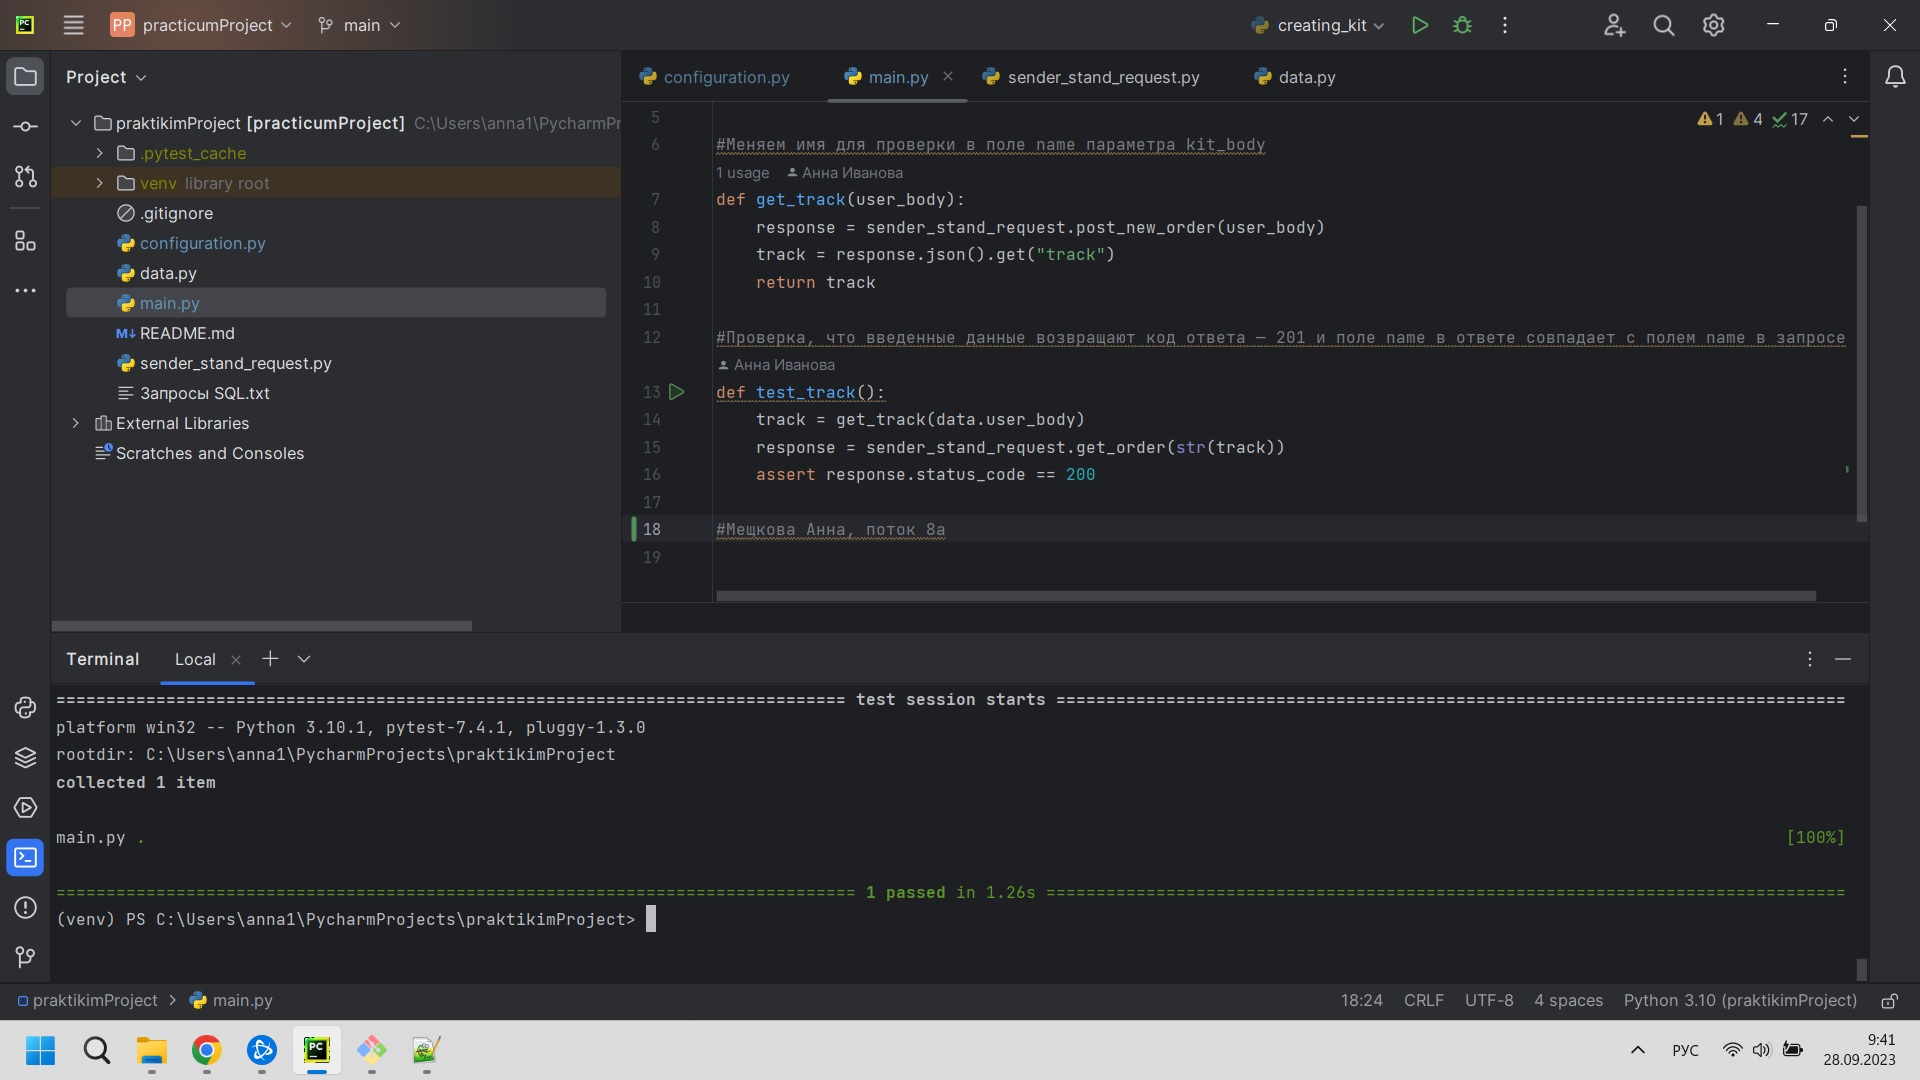 PP practicumProject main creating_kit
Project
praktikimProject [practicumProject] C:\Users\anna1\PycharmPr
.pytest_cache
venv library root
.gitignore
configuration.py
data.py
main.py
README.md
sender_stand_request.py
Запросы SQL.txt
External Libraries
Scratches and Consoles
configuration.py main.py sender_stand_request.py data.py
1 4 17
5
6 #Меняем имя для проверки в поле name параметра kit_body
1 usage Анна Иванова
7 def get_track(user_body):
8 response = sender_stand_request.post_new_order(user_body)
9 track = response.json().get("track")
10 return track
11
12 #Проверка, что введенные данные возвращают код ответа — 201 и поле name в ответе совпадает с полем name в запросе
Анна Иванова
13 def test_track():
14 track = get_track(data.user_body)
15 response = sender_stand_request.get_order(str(track))
16 assert response.status_code == 200
17
18 #Мещкова Анна, поток 8а
19
Terminal Local
============================================================================== test session starts ==============================================================================
platform win32 -- Python 3.10.1, pytest-7.4.1, pluggy-1.3.0
rootdir: C:\Users\anna1\PycharmProjects\praktikimProject
collected 1 item
main.py . [100%]
================================================================================ 1 passed in 1.26s ================================================================================
(venv) PS C:\Users\anna1\PycharmProjects\praktikimProject>
praktikimProject > main.py 18:24 CRLF UTF-8 4 spaces Python 3.10 (praktikimProject)
РУС 9:41
28.09.2023